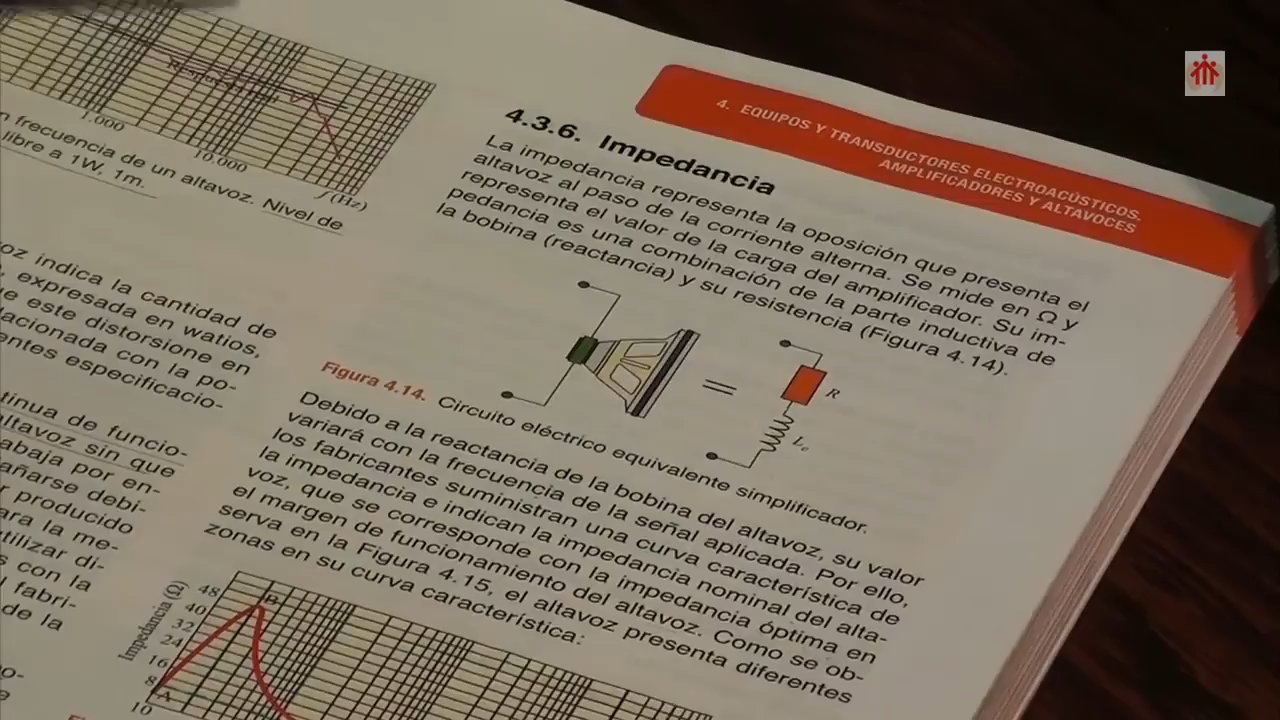 1.000
10.000
f (Hz)
n frecuencia de un altavoz. Nivel de
libre a 1W, 1m.
oz indica la cantidad de
, expresada en watios,
ue este distorsione en
lacionada con la po-
entes especificacio-
tinua de funcio-
altavoz sin que
abaja por en-
añarse debi-
r producido
ara la me-
utilizar di-
s con la
l fabri-
de la
4. EQUIPOS Y TRANSDUCTORES ELECTROACÚSTICOS.
AMPLIFICADORES Y ALTAVOCES
4.3.6. Impedancia
La impedancia representa la oposición que presenta el
altavoz al paso de la corriente alterna. Se mide en Ω y
representa el valor de la carga del amplificador. Su im-
pedancia es una combinación de la parte inductiva de
la bobina (reactancia) y su resistencia (Figura 4.14).
=
R
Le
Figura 4.14. Circuito eléctrico equivalente simplificador.
Debido a la reactancia de la bobina del altavoz, su valor
variará con la frecuencia de la señal aplicada. Por ello,
los fabricantes suministran una curva característica de
la impedancia e indican la impedancia nominal del alta-
voz, que se corresponde con la impedancia óptima en
el margen de funcionamiento del altavoz. Como se ob-
serva en la Figura 4.15, el altavoz presenta diferentes
zonas en su curva característica:
Impedancia (Ω)
48
40
32
24
16
8
10
A
B